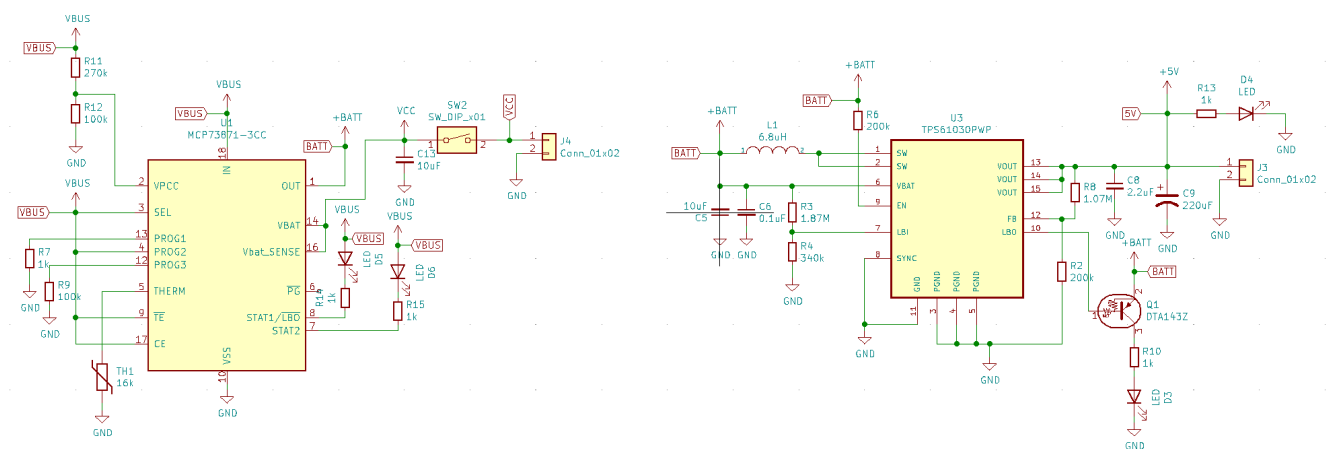 VBUS
VBUS
R11
270k
R12
100k
GND
VBUS
VBUS
U1
MCP73871-3CC
18
IN
2
VPCC
3
SEL
13
PROG1
4
PROG2
12
PROG3
5
THERM
9
TE
17
CE
VSS
10
GND
OUT
1
VBAT
14
Vbat_SENSE
16
PG
6
STAT1/LBO
8
STAT2
7
VBUS
VBUS
R7
1k
GND
R9
100k
GND
TH1
16k
GND
+BATT
BATT
VCC
C13
10uF
GND
SW2
SW_DIP_x01
1
2
VCC
1
2
J4
Conn_01x02
GND
VBUS
VBUS
LED
D5
R14
1k
VBUS
VBUS
LED
D6
R15
1k
+BATT
BATT
L1
6.8uH
1
2
+BATT
BATT
R6
200k
10uF
C5
GND
C6
0.1uF
GND
R3
1.87M
R4
340k
GND
U3
TPS61030PWP
1
SW
2
SW
6
VBAT
9
EN
7
LBI
8
SYNC
GND
11
PGND
3
PGND
4
PGND
5
VOUT
13
VOUT
14
VOUT
15
FB
12
LBO
10
GND
GND
R8
1.07M
R2
200k
C8
2.2uF
GND
+
C9
220uF
GND
+5V
5V
R13
1k
D4
LED
GND
1
2
J3
Conn_01x02
GND
+BATT
BATT
2
1
3
Q1
DTA143Z
R10
1k
LED
D3
GND